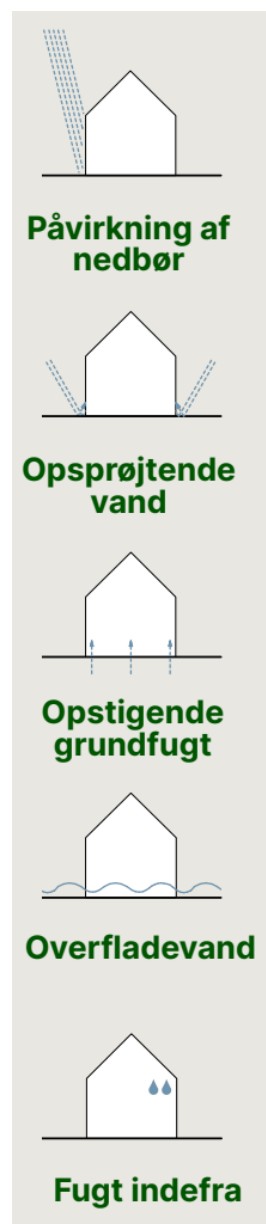 Påvirkning af
nedbør
Opsprøjtende
vand
Opstigende
grundfugt
Overfladevand
Fugt indefra